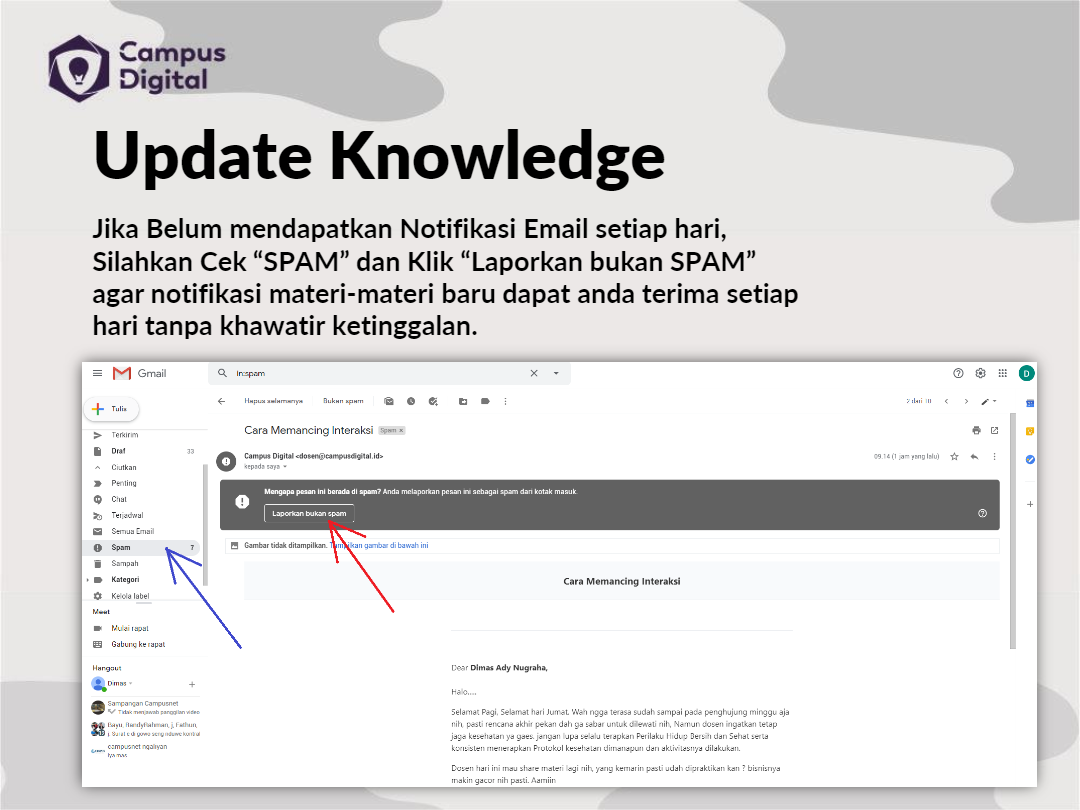 Campus
Digital
Update Knowledge
Jika Belum mendapatkan Notifikasi Email setiap hari,
Silahkan Cek “SPAM” dan Klik “Laporkan bukan SPAM”
agar notifikasi materi-materi baru dapat anda terima setiap
hari tanpa khawatir ketinggalan.
Gmail
in:spam
D
Tulis
Hapus selamanya Bukan spam
2 dari
Terkirim
Draf 33
Ciutkan
Penting
Chat
Terjadwal
Semua Email
Spam 7
Sampah
Kategori
Kelola label
Meet
Mulai rapat
Gabung ke rapat
Hangout
Dimas
Sampangan Campusnet
Tidak menjawab panggilan video
Bayu, RandyRahman, j, Fathun,
campusnet ngaliyan
Iya mas
Cara Memancing Interaksi Spam x
Campus Digital <dosen@campusdigital.id>
kepada saya
09.14 (1 jam yang lalu)
Mengapa pesan ini berada di spam? Anda melaporkan pesan ini sebagai spam dari kotak masuk.
Laporkan bukan spam
Gambar tidak ditampilkan. Tampilkan gambar di bawah ini
Cara Memancing Interaksi
Dear Dimas Ady Nugraha,
Halo....
Selamat Pagi, Selamat hari Jumat. Wah ngga terasa sudah sampai pada penghujung minggu aja
nih, pasti rencana akhir pekan dah ga sabar untuk dilewati nih, Namun dosen ingatkan tetap
jaga kesehatan ya gaes. jangan lupa selalu terapkan Perilaku Hidup Bersih dan Sehat serta
konsisten menerapkan Protokol kesehatan dimanapun dan aktivitasnya dilakukan.
Dosen hari ini mau share materi lagi nih, yang kemarin pasti udah dipraktikan kan ? bisnisnya
makin gacor nih pasti. Aamiin